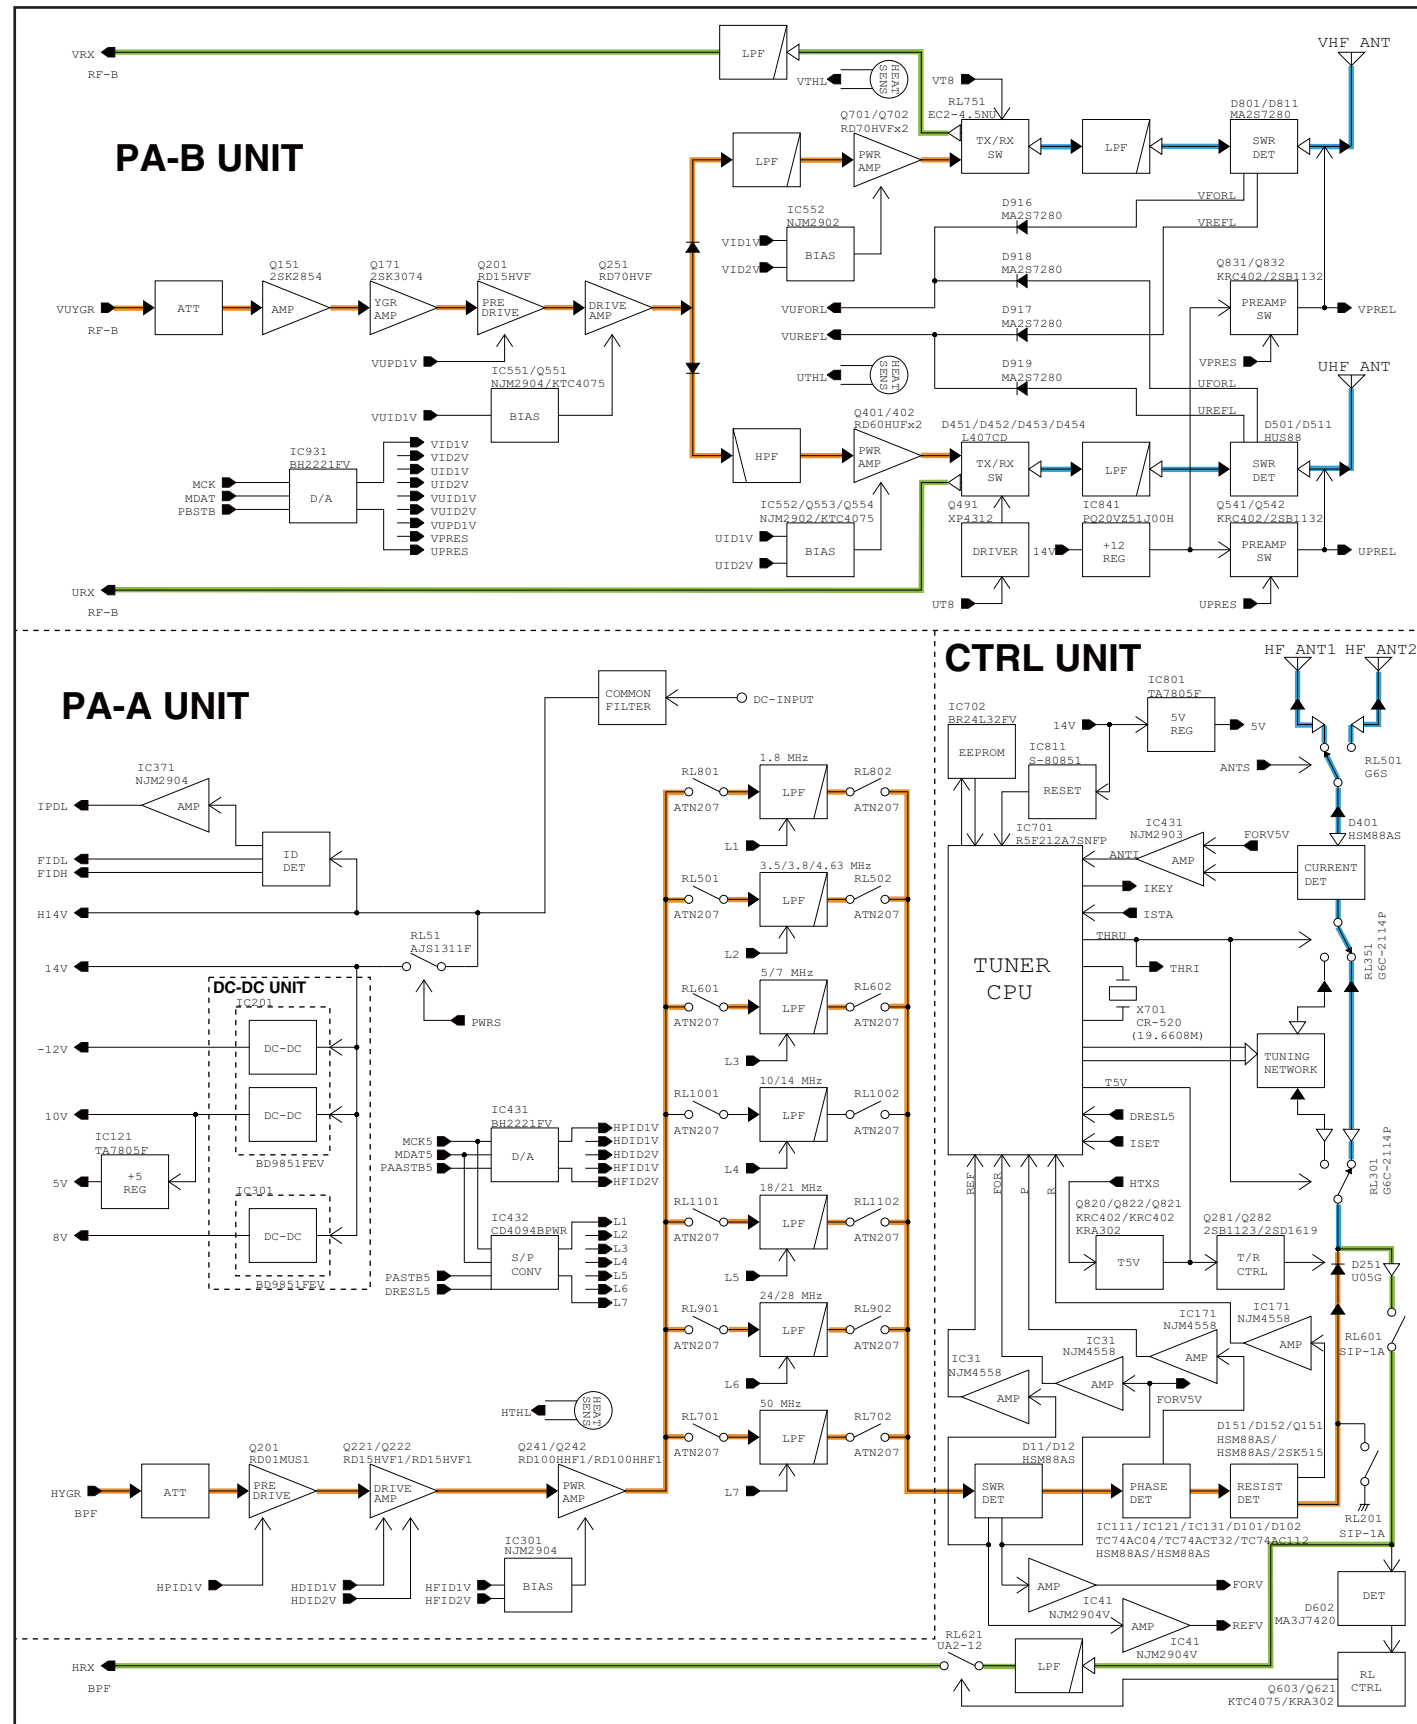 VRX
RF-B
LPF
VTHL
HEAT SENS
VT8
VHF ANT
RL751
EC2-4.5NU
D801/D811
MA2S7280
PA-B UNIT
Q701/Q702
RD70HVFx2
LPF
PWR AMP
TX/RX SW
LPF
SWR DET
VFORL
VREFL
IC552
NJM2902
VID1V
VID2V
BIAS
D916
MA2S7280
D918
MA2S7280
Q831/Q832
KRC402/2SB1132
Q151
2SK2854
Q171
2SK3074
Q201
RD15HVF
Q251
RD70HVF
VUYGR
RF-B
ATT
AMP
YGR AMP
PRE DRIVE
DRIVE AMP
VUFORL
VUREFL
D917
MA2S7280
PREAMP SW
VPREL
VPRES
VUPD1V
IC551/Q551
NJM2904/KTC4075
VUID1V
BIAS
UTHL
HEAT SENS
D919
MA2S7280
UFORL
UREFL
UHF ANT
Q401/402
RD60HUFx2
D451/D452/D453/D454
L407CD
D501/D511
HUS88
HPF
PWR AMP
TX/RX SW
LPF
SWR DET
IC931
BH2221FV
MCK
MDAT
PBSTB
D/A
VID1V
VID2V
UID1V
UID2V
VUID1V
VUID2V
VUPD1V
VPRES
UPRES
IC552/Q553/Q554
NJM2902/KTC4075
UID1V
UID2V
BIAS
Q491
XP4312
DRIVER
UT8
IC841
PQ20VZ51J00H
14V
+12 REG
Q541/Q542
KRC402/2SB1132
PREAMP SW
UPREL
UPRES
URX
RF-B
PA-A UNIT
COMMON FILTER
DC-INPUT
CTRL UNIT
HF ANT1
HF ANT2
IC371
NJM2904
AMP
IPDL
FIDL
FIDH
ID DET
H14V
14V
RL51
AJS1311F
PWRS
DC-DC UNIT
IC201
DC-DC
-12V
DC-DC
10V
BD9851FEV
IC121
TA7805F
+5 REG
5V
IC301
DC-DC
8V
BD9851FEV
RL801
ATN207
1.8 MHz
LPF
L1
RL802
ATN207
RL501
ATN207
3.5/3.8/4.63 MHz
LPF
L2
RL502
ATN207
RL601
ATN207
5/7 MHz
LPF
L3
RL602
ATN207
RL1001
ATN207
10/14 MHz
LPF
L4
RL1002
ATN207
RL1101
ATN207
18/21 MHz
LPF
L5
RL1102
ATN207
RL901
ATN207
24/28 MHz
LPF
L6
RL902
ATN207
RL701
ATN207
50 MHz
LPF
L7
RL702
ATN207
IC431
BH2221FV
MCK5
MDAT5
PAASTB5
D/A
HPID1V
HDID1V
HDID2V
HFID1V
HFID2V
IC432
CD4094BPWR
PASTB5
DRESL5
S/P CONV
L1
L2
L3
L4
L5
L6
L7
HTHL
HEAT SENS
Q201
RD01MUS1
Q221/Q222
RD15HVF1/RD15HVF1
Q241/Q242
RD100HHF1/RD100HHF1
HYGR
BPF
ATT
PRE DRIVE
DRIVE AMP
PWR AMP
HPID1V
HDID1V
HDID2V
IC301
NJM2904
HFID1V
HFID2V
BIAS
HRX
BPF
IC702
BR24L32FV
EEPROM
14V
IC801
TA7805F
5V REG
5V
IC811
S-80851
RESET
ANTS
RL501
G6S
IC701
R5F212A7SNFP
TUNER CPU
ANTI
IC431
NJM2903
AMP
FORV5V
D401
HSM88AS
CURRENT DET
IKEY
ISTA
THRU
THRI
RL351
G6C-2114P
X701
CR-520
(19.6608M)
TUNING NETWORK
T5V
DRESL5
ISET
RL301
G6C-2114P
REF
FOR
P
R
HTXS
Q820/Q822/Q821
KRC402/KRC402
KRA302
T5V
Q281/Q282
2SB1123/2SD1619
T/R CTRL
D251
U05G
IC171
NJM4558
AMP
IC171
NJM4558
AMP
IC31
NJM4558
AMP
IC31
NJM4558
AMP
FORV5V
RL601
SIP-1A
D11/D12
HSM88AS
SWR DET
PHASE DET
D151/D152/Q151
HSM88AS/
HSM88AS/2SK515
RESIST DET
RL201
SIP-1A
IC111/IC121/IC131/D101/D102
TC74AC04/TC74ACT32/TC74AC112
HSM88AS/HSM88AS
AMP
FORV
IC41
NJM2904V
AMP
REFV
IC41
NJM2904V
DET
D602
MA3J7420
RL621
UA2-12
LPF
RL CTRL
Q603/Q621
KTC4075/KRA302